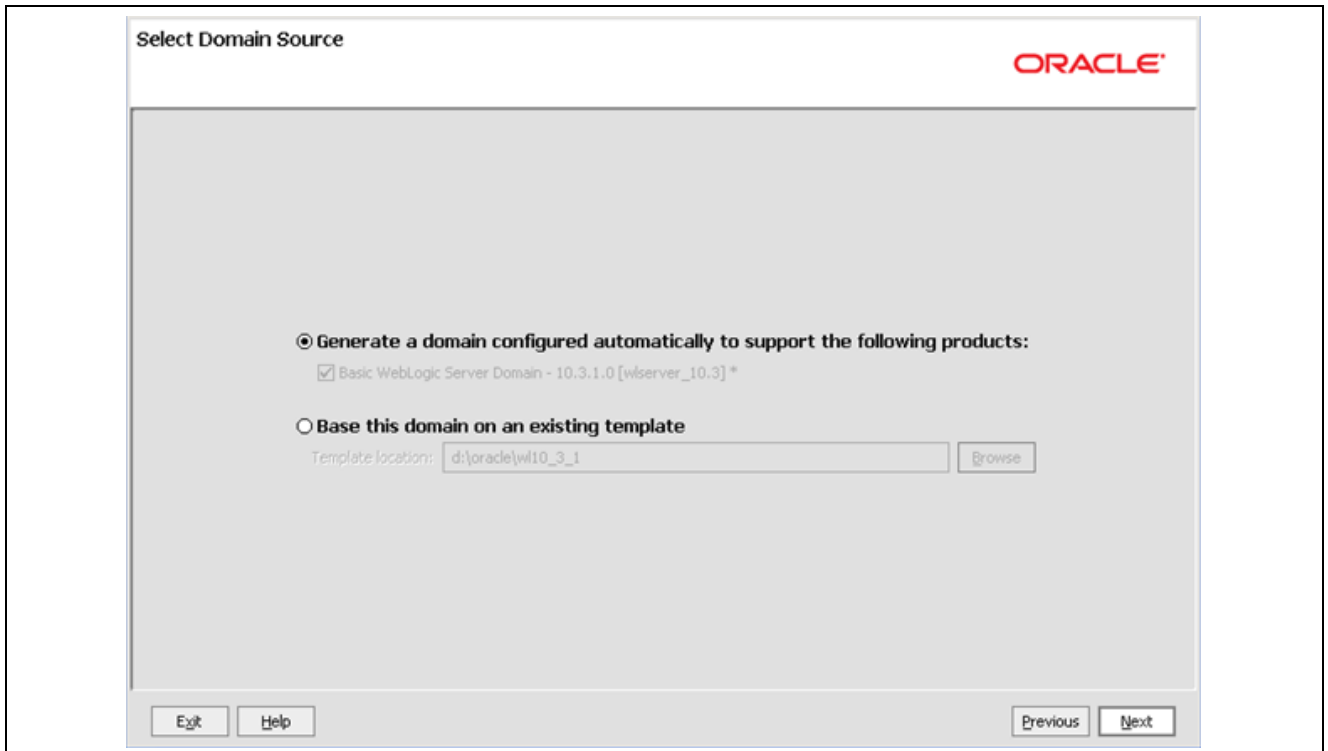 Select Domain Source
ORACLE
Generate a domain configured automatically to support the following products:
Basic WebLogic Server Domain - 10.3.1.0 [wlserver_10.3] *
Base this domain on an existing template
Template location: d:\oracle\wl10_3_1 Browse
Exit Help Previous Next